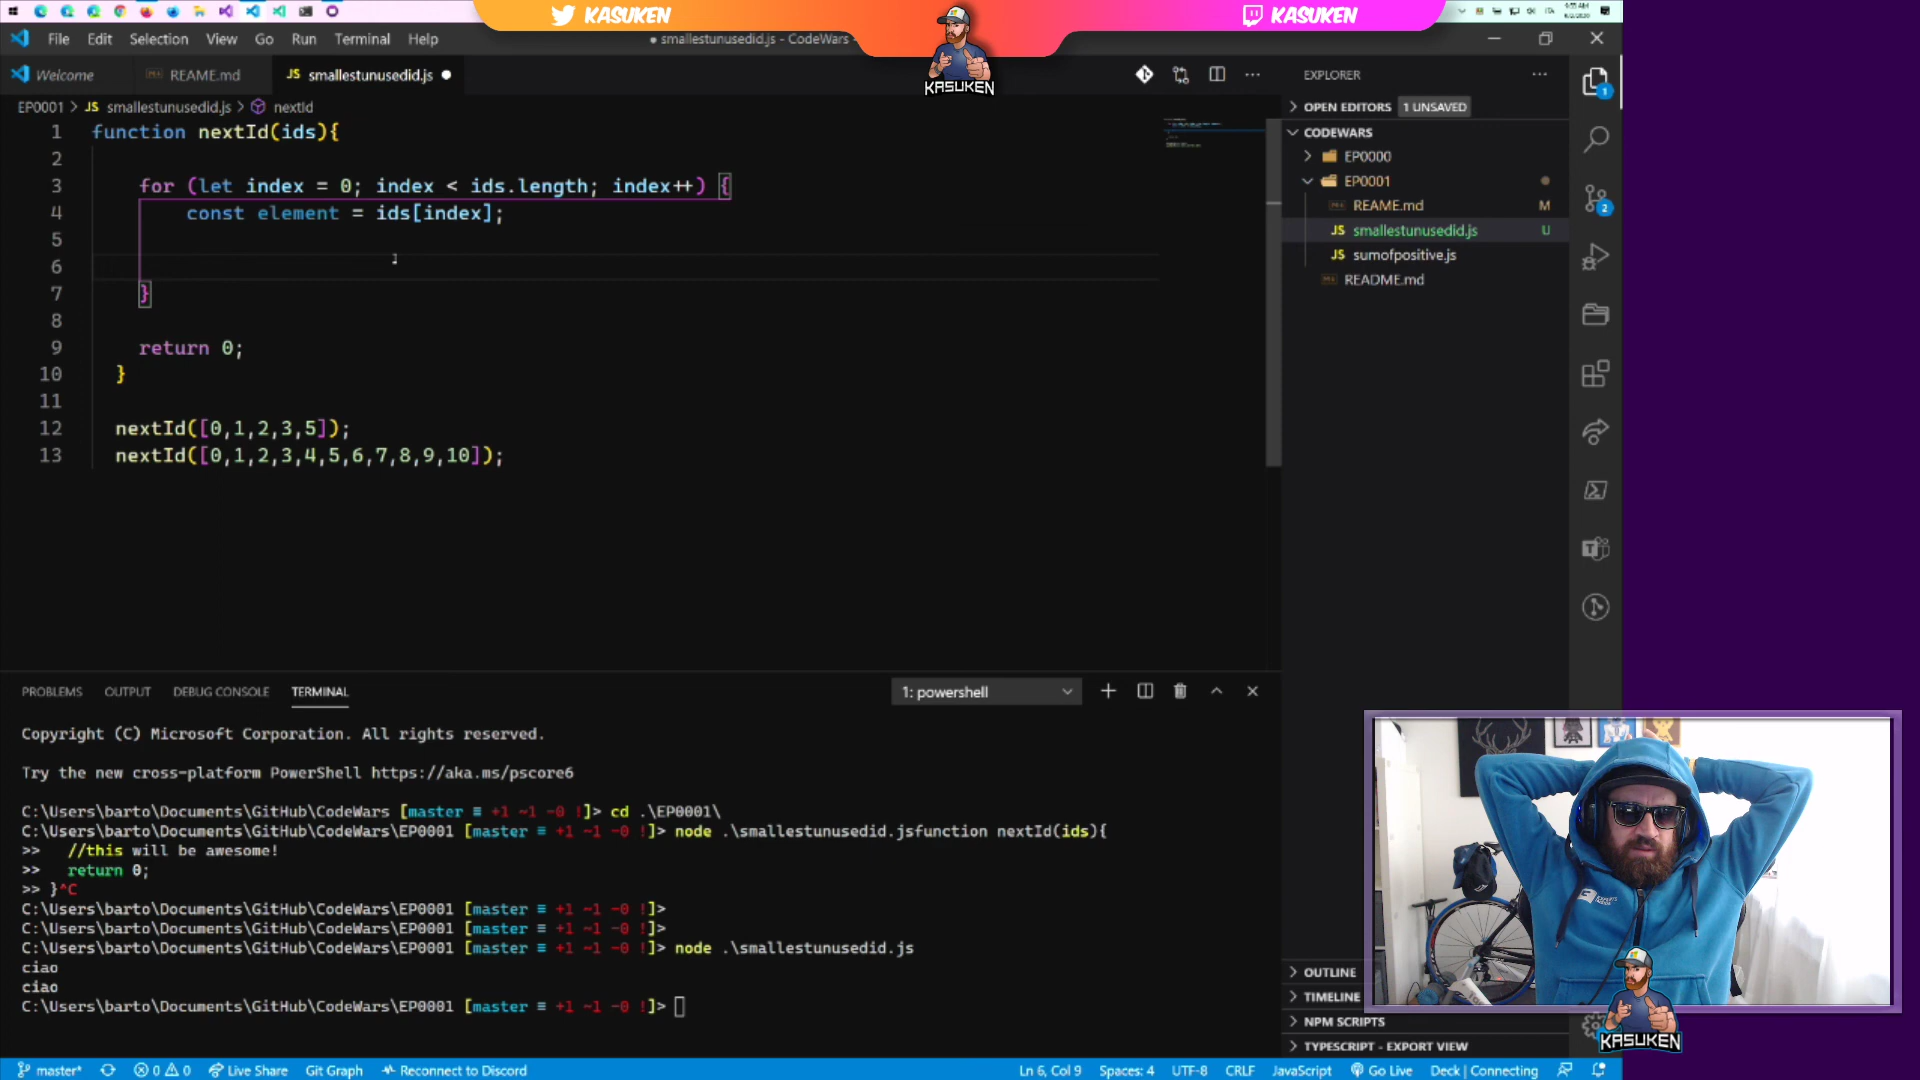 KASUKEN
KASUKEN
KASUKEN
File Edit Selection View Go Run Terminal Help
● smallestunusedid.js - CodeWars -
Welcome
REAME.md
JS smallestunusedid.js ●
EP0001 > JS smallestunusedid.js > nextId
1 function nextId(ids){
2
3 for (let index = 0; index < ids.length; index++) {
4 const element = ids[index];
5
6
7 }
8
9 return 0;
10 }
11
12 nextId([0,1,2,3,5]);
13 nextId([0,1,2,3,4,5,6,7,8,9,10]);
EXPLORER
OPEN EDITORS 1 UNSAVED
CODEWARS
EP0000
EP0001
REAME.md M
JS smallestunusedid.js U
JS sumofpositive.js
README.md
1
2
PROBLEMS OUTPUT DEBUG CONSOLE TERMINAL
1: powershell
Copyright (C) Microsoft Corporation. All rights reserved.
Try the new cross-platform PowerShell https://aka.ms/pscore6
C:\Users\barto\Documents\GitHub\CodeWars [master ≡ +1 ~1 -0 !]> cd .\EP0001\
C:\Users\barto\Documents\GitHub\CodeWars\EP0001 [master ≡ +1 ~1 -0 !]> node .\smallestunusedid.jsfunction nextId(ids){
>> //this will be awesome!
>> return 0;
>> }^C
C:\Users\barto\Documents\GitHub\CodeWars\EP0001 [master ≡ +1 ~1 -0 !]>
C:\Users\barto\Documents\GitHub\CodeWars\EP0001 [master ≡ +1 ~1 -0 !]>
C:\Users\barto\Documents\GitHub\CodeWars\EP0001 [master ≡ +1 ~1 -0 !]> node .\smallestunusedid.js
ciao
ciao
C:\Users\barto\Documents\GitHub\CodeWars\EP0001 [master ≡ +1 ~1 -0 !]>
OUTLINE
TIMELINE
NPM SCRIPTS
TYPESCRIPT - EXPORT VIEW
KASUKEN
master* 0 0 Live Share Git Graph Reconnect to Discord
Ln 6, Col 9 Spaces: 4 UTF-8 CRLF JavaScript Go Live Deck | Connecting